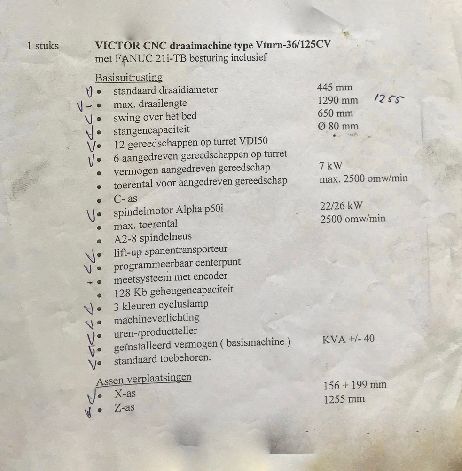 1 stuks VICTOR CNC draaimachine type Vturn-36/125CV
met FANUC 21i-TB besturing inclusief
Basisuitrusting
• standaard draaidiameter 445 mm
• max. draailengte 1290 mm 1255
• swing over het bed 650 mm
• stangencapaciteit Ø 80 mm
• 12 gereedschappen op turret VDI50
• 6 aangedreven gereedschappen op turret
• vermogen aangedreven gereedschap 7 kW
• toerental voor aangedreven gereedschap max. 2500 omw/min
• C- as
• spindelmotor Alpha p60i 22/26 kW
• max. toerental 2500 omw/min
• A2-8 spindelneus
• lift-up spanentransporteur
• programmeerbaar centerpunt
• meetsysteem met encoder
• 128 Kb geheugencapaciteit
• 3 kleuren cycluslamp
• machineverlichting
• uren-/productteller
• geïnstalleerd vermogen ( basismachine ) KVA +/- 40
• standaard toebehoren.
Assen verplaatsingen
• X-as 156 + 199 mm
• Z-as 1255 mm